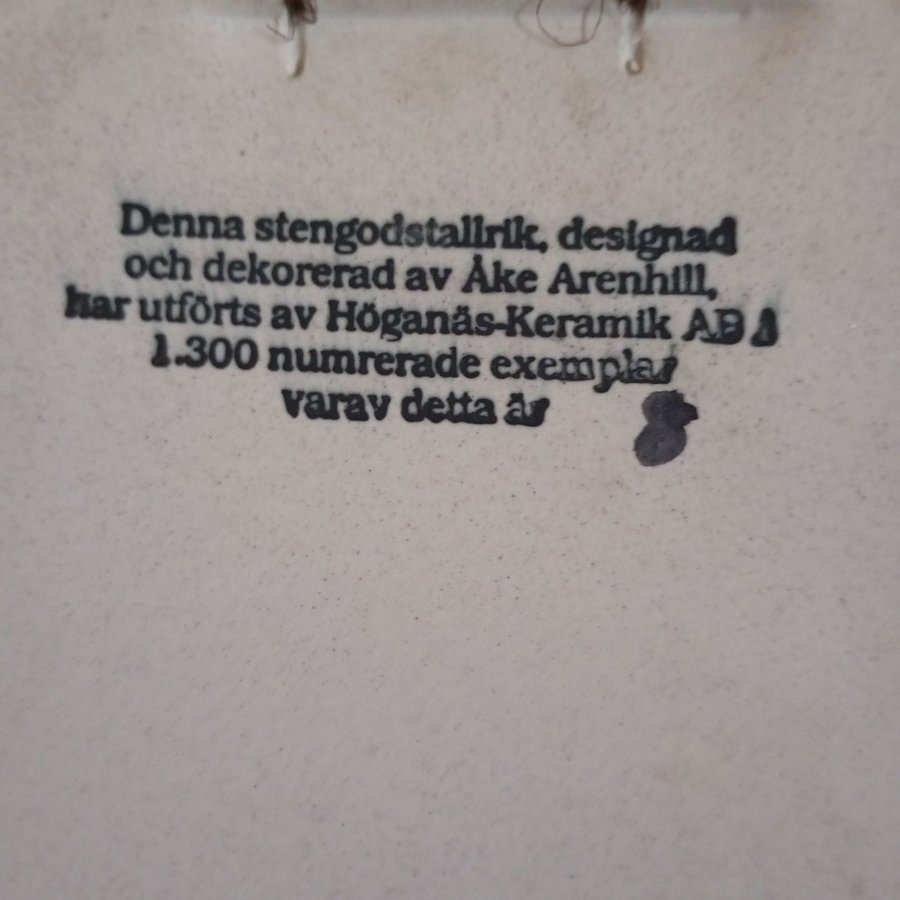 Denna stengodstallrik, designad
och dekorerad av Åke Arenhill,
har utförts av Höganäs-Keramik AB i
1.300 numrerade exemplar
varav detta är 8